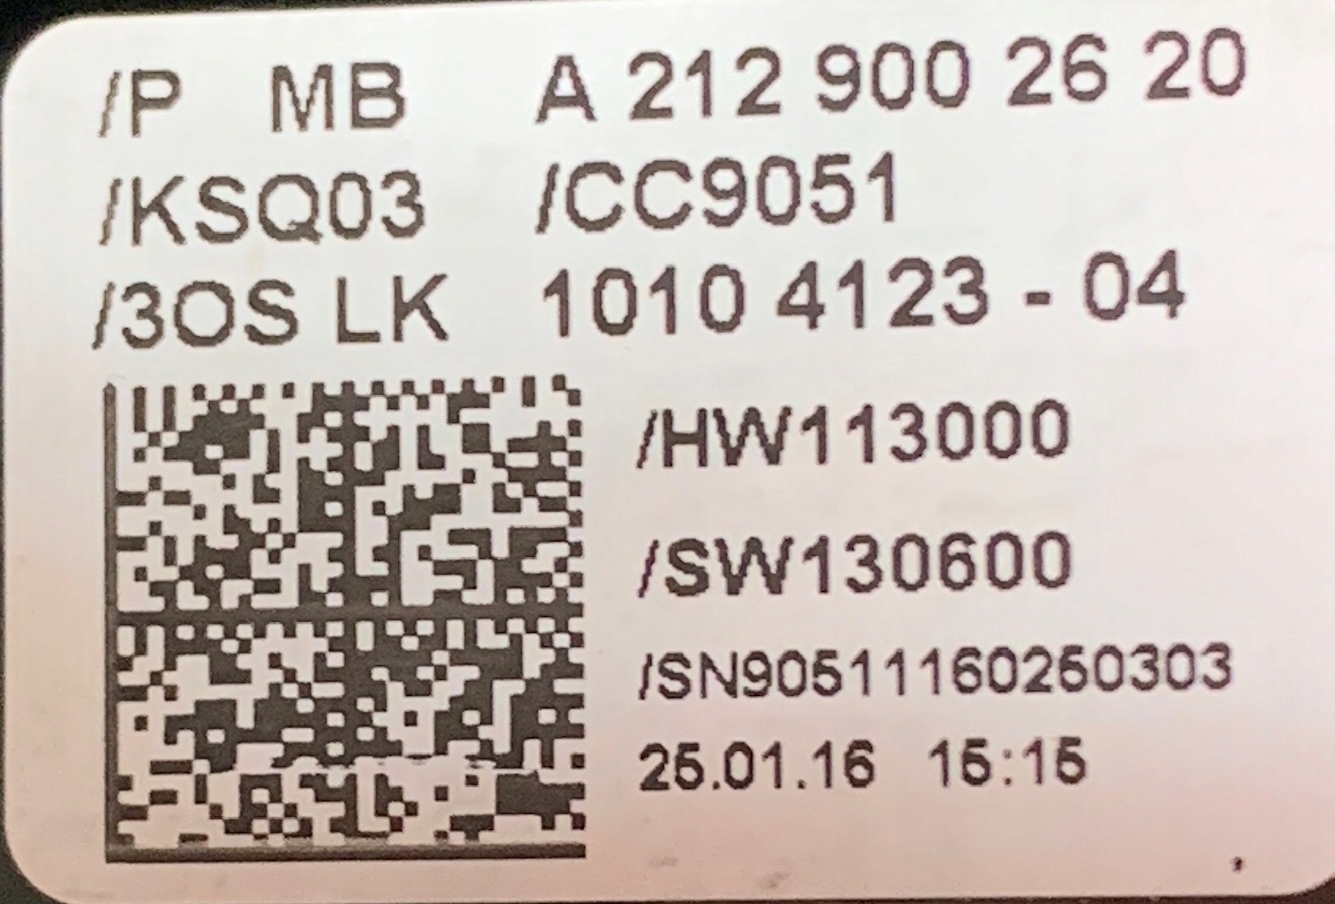 /P MB A 212 900 26 20
/KSQ03 /CC9051
/3OS LK 1010 4123 - 04
/HW113000
/SW130600
/SN905111160250303
25.01.16 15:15